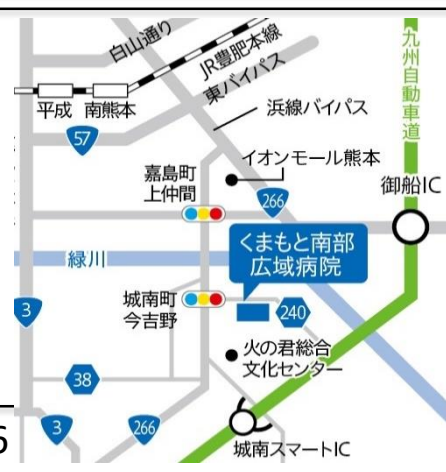 白山通り
JR豊肥本線
東バイパス
九州自動車道
平成
南熊本
浜線バイパス
57
イオンモール熊本
嘉島町
上仲間
266
御船IC
くまもと南部
広域病院
緑川
城南町
今吉野
3
240
火の君総合
文化センター
38
6
3
266
城南スマートIC